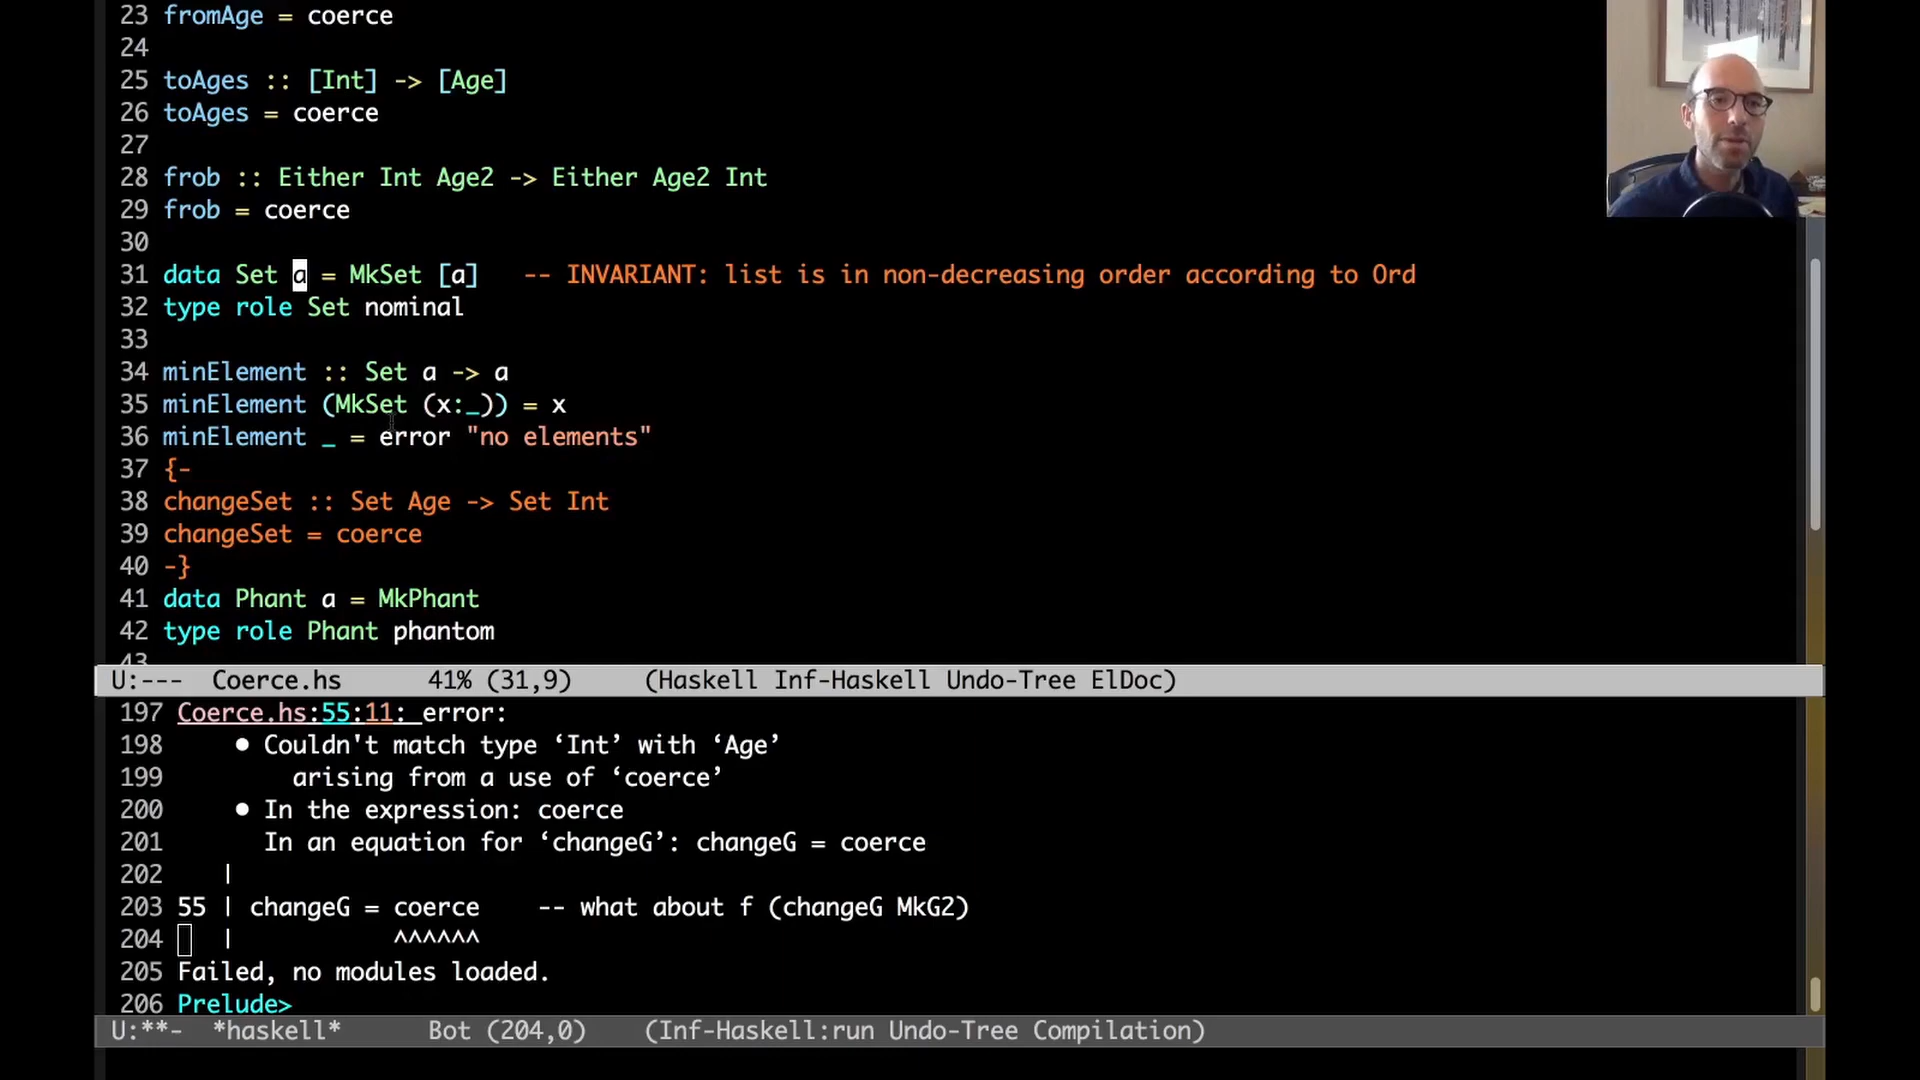 23 fromAge = coerce
24
25 toAges :: [Int] -> [Age]
26 toAges = coerce
27
28 frob :: Either Int Age2 -> Either Age2 Int
29 frob = coerce
30
31 data Set a = MkSet [a]   -- INVARIANT: list is in non-decreasing order according to Ord
32 type role Set nominal
33
34 minElement :: Set a -> a
35 minElement (MkSet (x:_)) = x
36 minElement _ = error "no elements"
37 {-
38 changeSet :: Set Age -> Set Int
39 changeSet = coerce
40 -}
41 data Phant a = MkPhant
42 type role Phant phantom
43
U:---  Coerce.hs      41% (31,9)     (Haskell Inf-Haskell Undo-Tree ElDoc)
197 Coerce.hs:55:11: error:
198     • Couldn't match type ‘Int’ with ‘Age’
199         arising from a use of ‘coerce’
200     • In the expression: coerce
201       In an equation for ‘changeG’: changeG = coerce
202    |
203 55 | changeG = coerce    -- what about f (changeG MkG2)
204    |           ^^^^^^
205 Failed, no modules loaded.
206 Prelude>
U:**-  *haskell*      Bot (204,0)    (Inf-Haskell:run Undo-Tree Compilation)